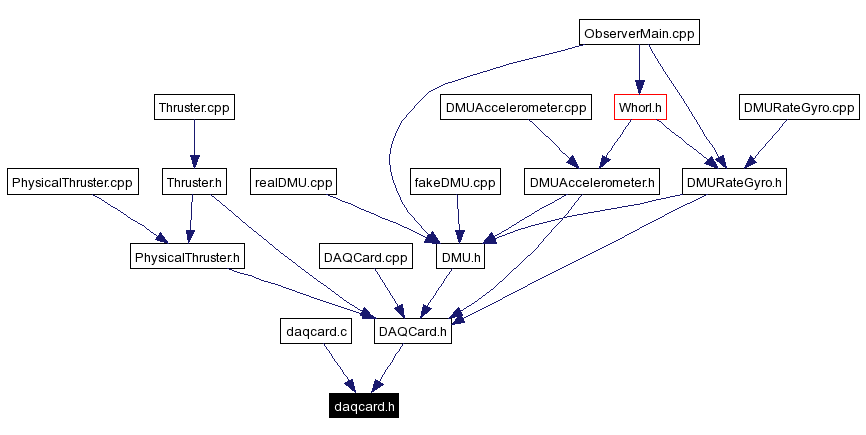 ObserverMain.cpp
Thruster.cpp
DMUAccelerometer.cpp
Whorl.h
DMURateGyro.cpp
PhysicalThruster.cpp
Thruster.h
realDMU.cpp
fakeDMU.cpp
DMUAccelerometer.h
DMURateGyro.h
PhysicalThruster.h
DAQCard.cpp
DMU.h
daqcard.c
DAQCard.h
daqcard.h